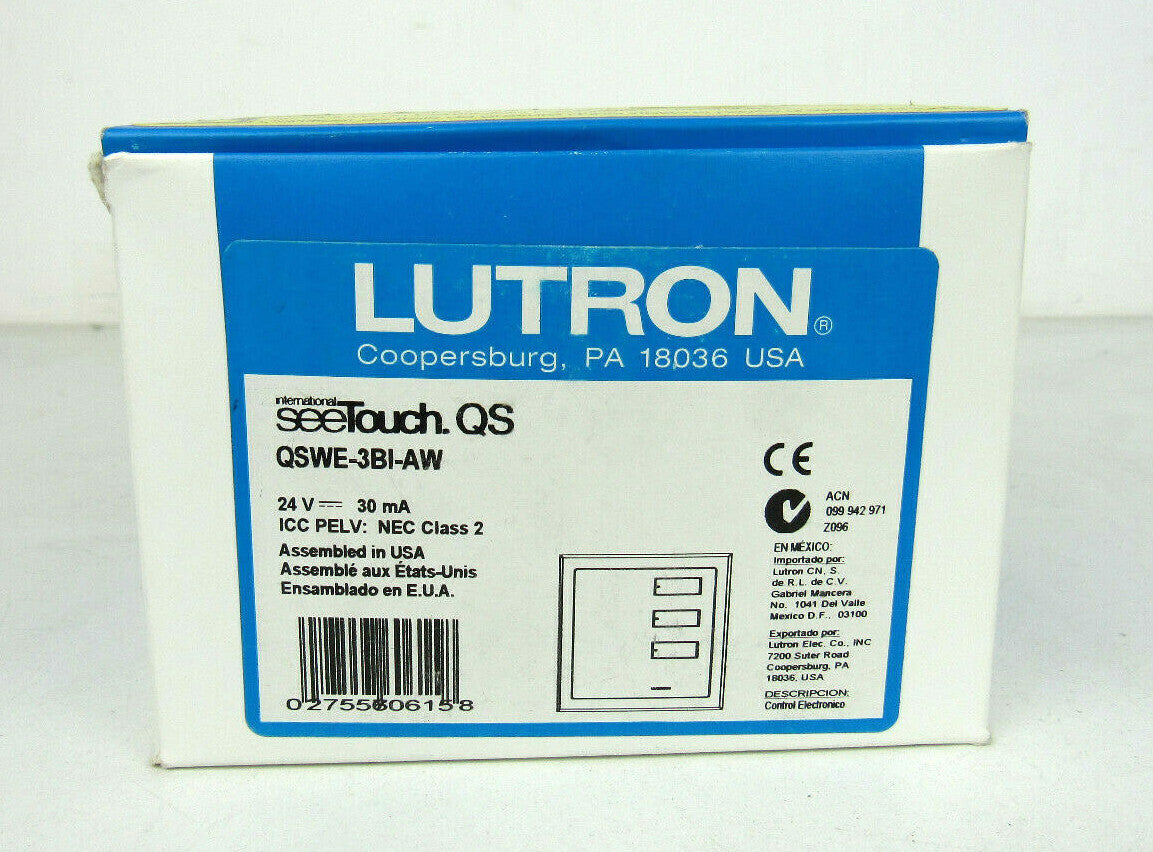 LUTRON®
Coopersburg, PA 18036 USA
international
seeTouch. QS
QSWE-3BI-AW
24 V 30 mA
ICC PELV: NEC Class 2
Assembled in USA
Assemblé aux États-Unis
Ensamblado en E.U.A.
CE
ACN
099 942 971
Z096
EN MÉXICO:
Importado por:
Lutron CN. S.
de R.L. de C.V.
Gabriel Mancera
No. 1041 Del Valle
Mexico D.F., 03100
Exportado por:
Lutron Elec. Co., INC
7200 Suter Road
Coopersburg, PA
18036, USA
DESCRIPCION:
Control Electronico